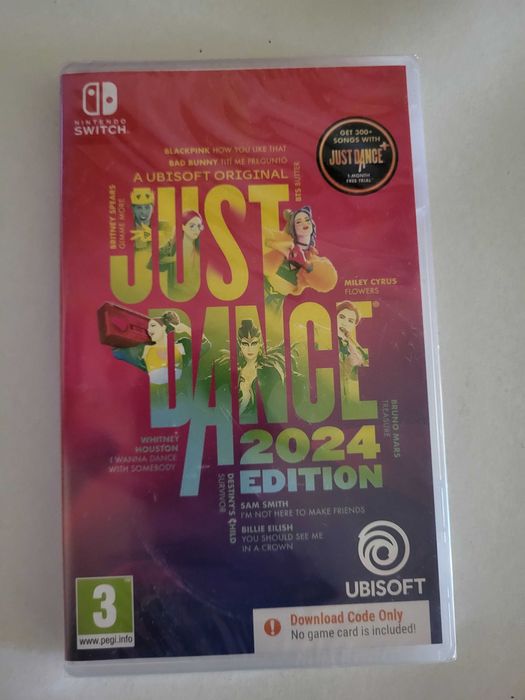 NINTENDO
SWITCH
BLACKPINK HOW YOU LIKE THAT
BAD BUNNY TITÍ ME PREGUNTÓ
A UBISOFT ORIGINAL
GET 300+
SONGS WITH
JUST DANCE+
1-MONTH
FREE TRIAL
BRITNEY SPEARS
GIMME MORE
BTS BUTTER
JUST
DANCE
2024
EDITION
MILEY CYRUS
FLOWERS
BRUNO MARS
TREASURE
WHITNEY
HOUSTON
I WANNA DANCE
WITH SOMEBODY
DESTINY'S CHILD
SURVIVOR
SAM SMITH
I'M NOT HERE TO MAKE FRIENDS
BILLIE EILISH
YOU SHOULD SEE ME
IN A CROWN
UBISOFT
3
www.pegi.info
! Download Code Only
No game card is included!